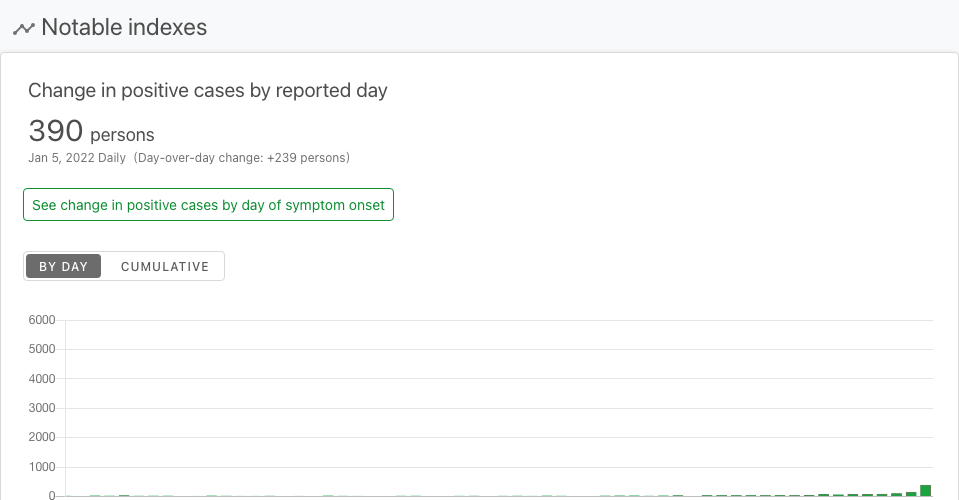 Notable indexes
Change in positive cases by reported day
390 persons
Jan 5, 2022 Daily (Day-over-day change: +239 persons)
See change in positive cases by day of symptom onset
BY DAY CUMULATIVE
6000
5000
4000
3000
2000
1000
0